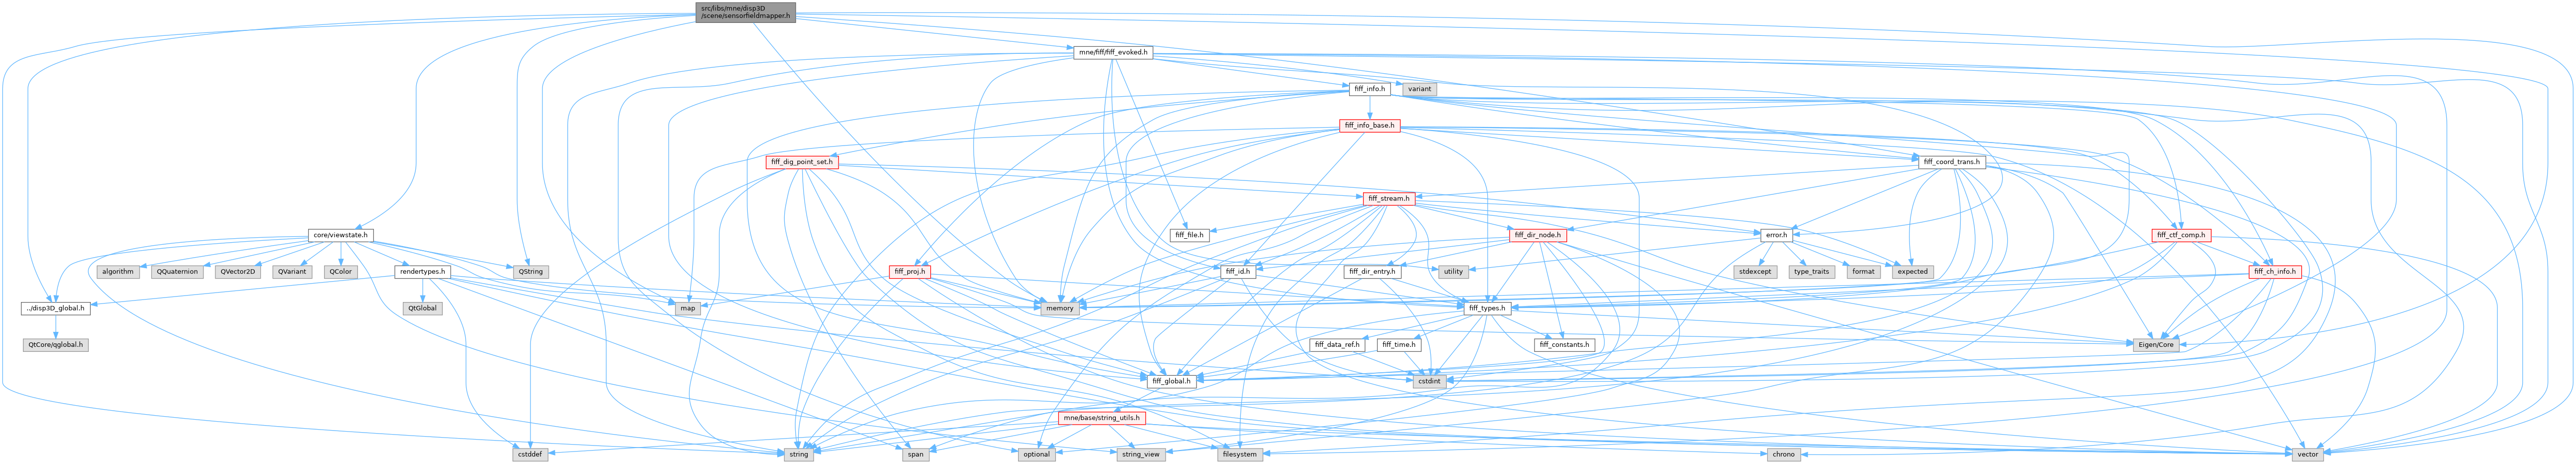 src/libs/mne/disp3D
/scene/sensorfieldmapper.h
mne/fiff/fiff_evoked.h
fiff_info.h
variant
fiff_info_base.h
fiff_dig_point_set.h
fiff_coord_trans.h
fiff_stream.h
core/viewstate.h
fiff_file.h
fiff_dir_node.h
error.h
fiff_ctf_comp.h
algorithm
QQuaternion
QVector2D
QVariant
QColor
rendertypes.h
QString
fiff_proj.h
fiff_id.h
fiff_dir_entry.h
utility
stdexcept
type_traits
format
expected
fiff_ch_info.h
../disp3D_global.h
QtGlobal
map
memory
fiff_types.h
QtCore/qglobal.h
fiff_data_ref.h
fiff_time.h
fiff_constants.h
Eigen/Core
fiff_global.h
cstdint
mne/base/string_utils.h
cstddef
string
span
optional
string_view
filesystem
chrono
vector